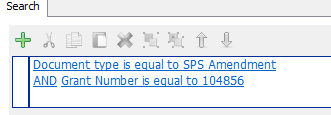 Search
Document type is equal to SPS Amendment
AND Grant Number is equal to 104856